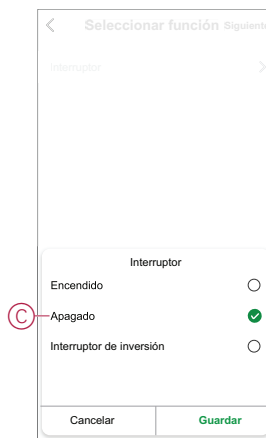 Seleccionar función Siguiente
Interruptor
Interruptor
Encendido
C Apagado
Interruptor de inversión
Cancelar Guardar